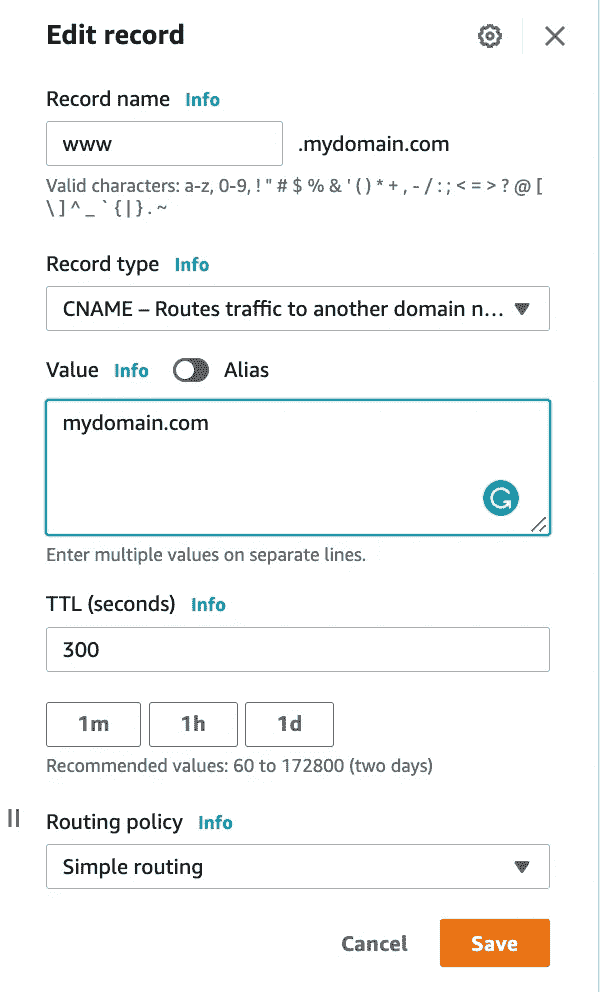 Edit record
Record name Info
www .mydomain.com
Valid characters: a-z, 0-9, ! " # $ % & ' ( ) * + , - / : ; < = > ? @ [
\ ] ^ _ ` { | } . ~
Record type Info
CNAME – Routes traffic to another domain n...
Value Info Alias
mydomain.com
Enter multiple values on separate lines.
TTL (seconds) Info
300
1m 1h 1d
Recommended values: 60 to 172800 (two days)
Routing policy Info
Simple routing
Cancel Save